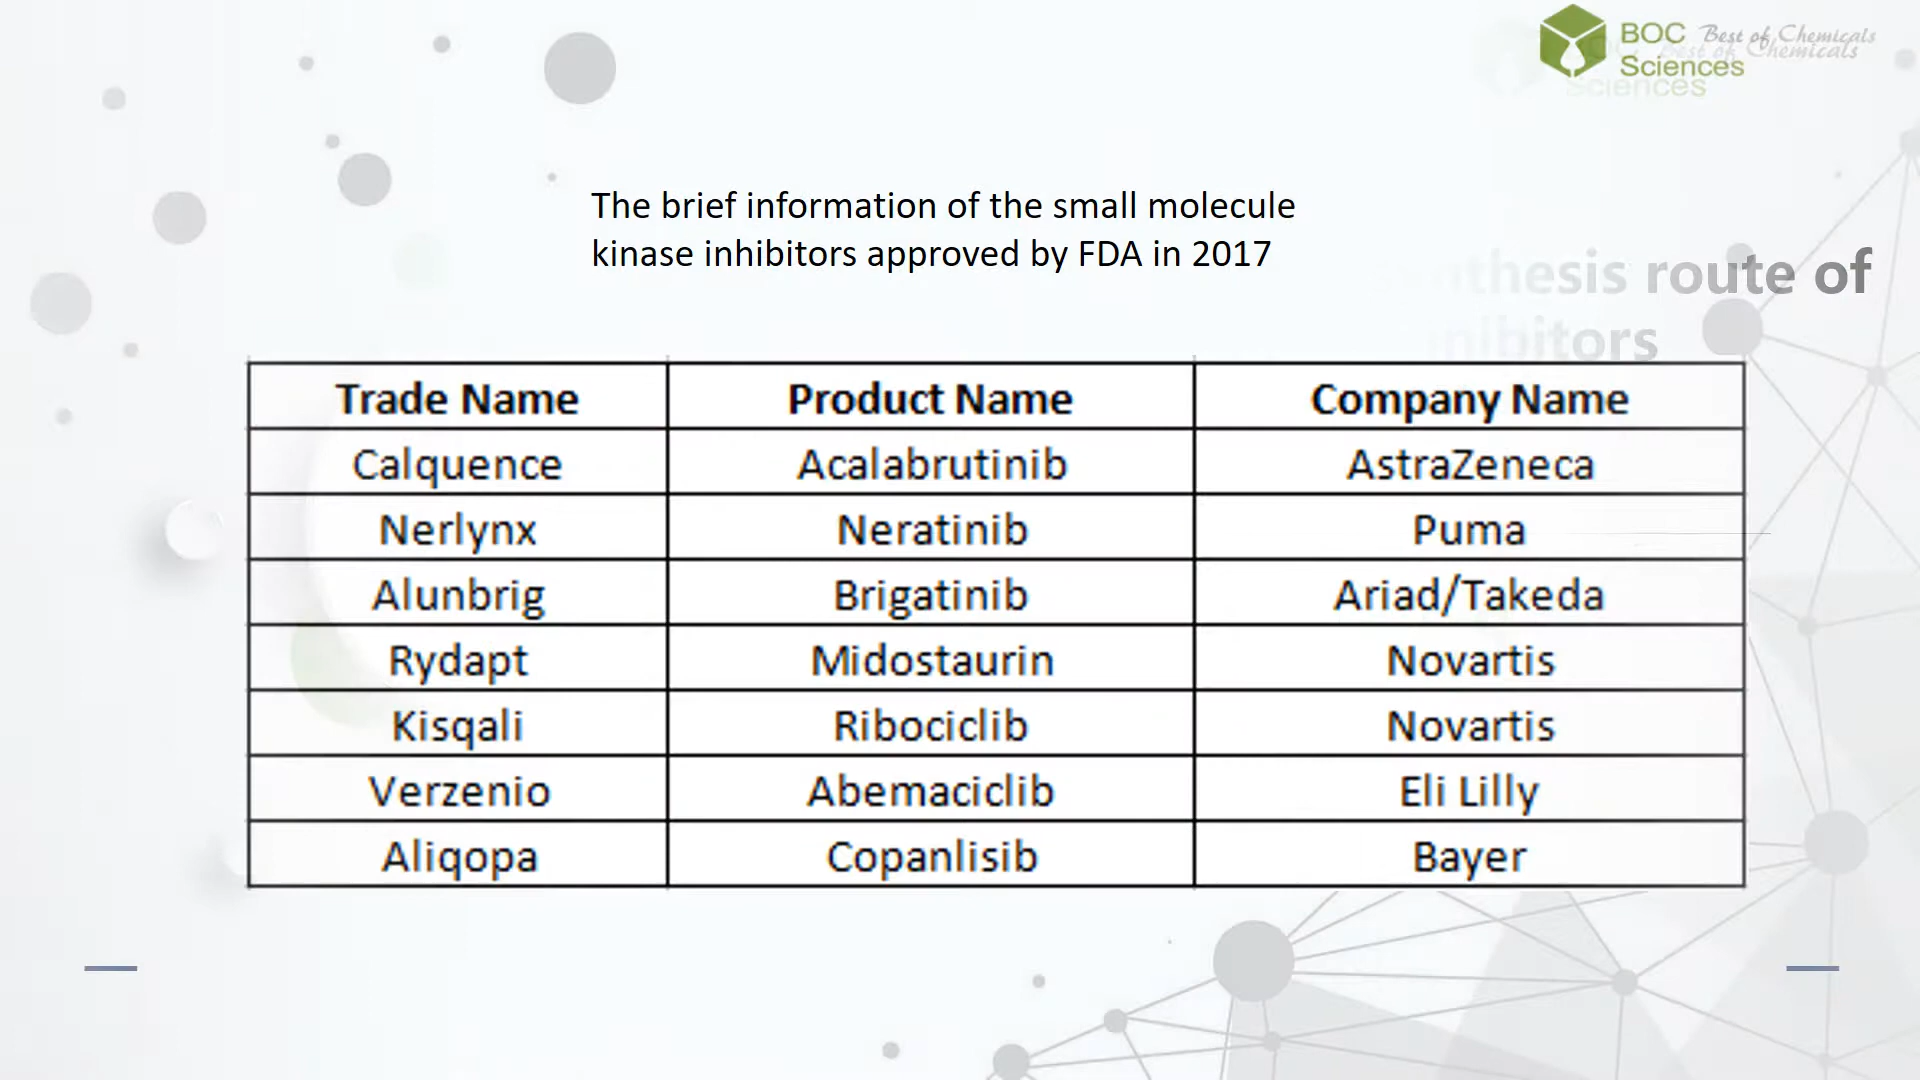 BOC Best of Chemicals
Sciences
The brief information of the small molecule
kinase inhibitors approved by FDA in 2017
route of
Trade Name Product Name Company Name
Calquence Acalabrutinib AstraZeneca
Nerlynx Neratinib Puma
Alunbrig Brigatinib Ariad/Takeda
Rydapt Midostaurin Novartis
Kisqali Ribociclib Novartis
Verzenio Abemaciclib Eli Lilly
Aliqopa Copanlisib Bayer